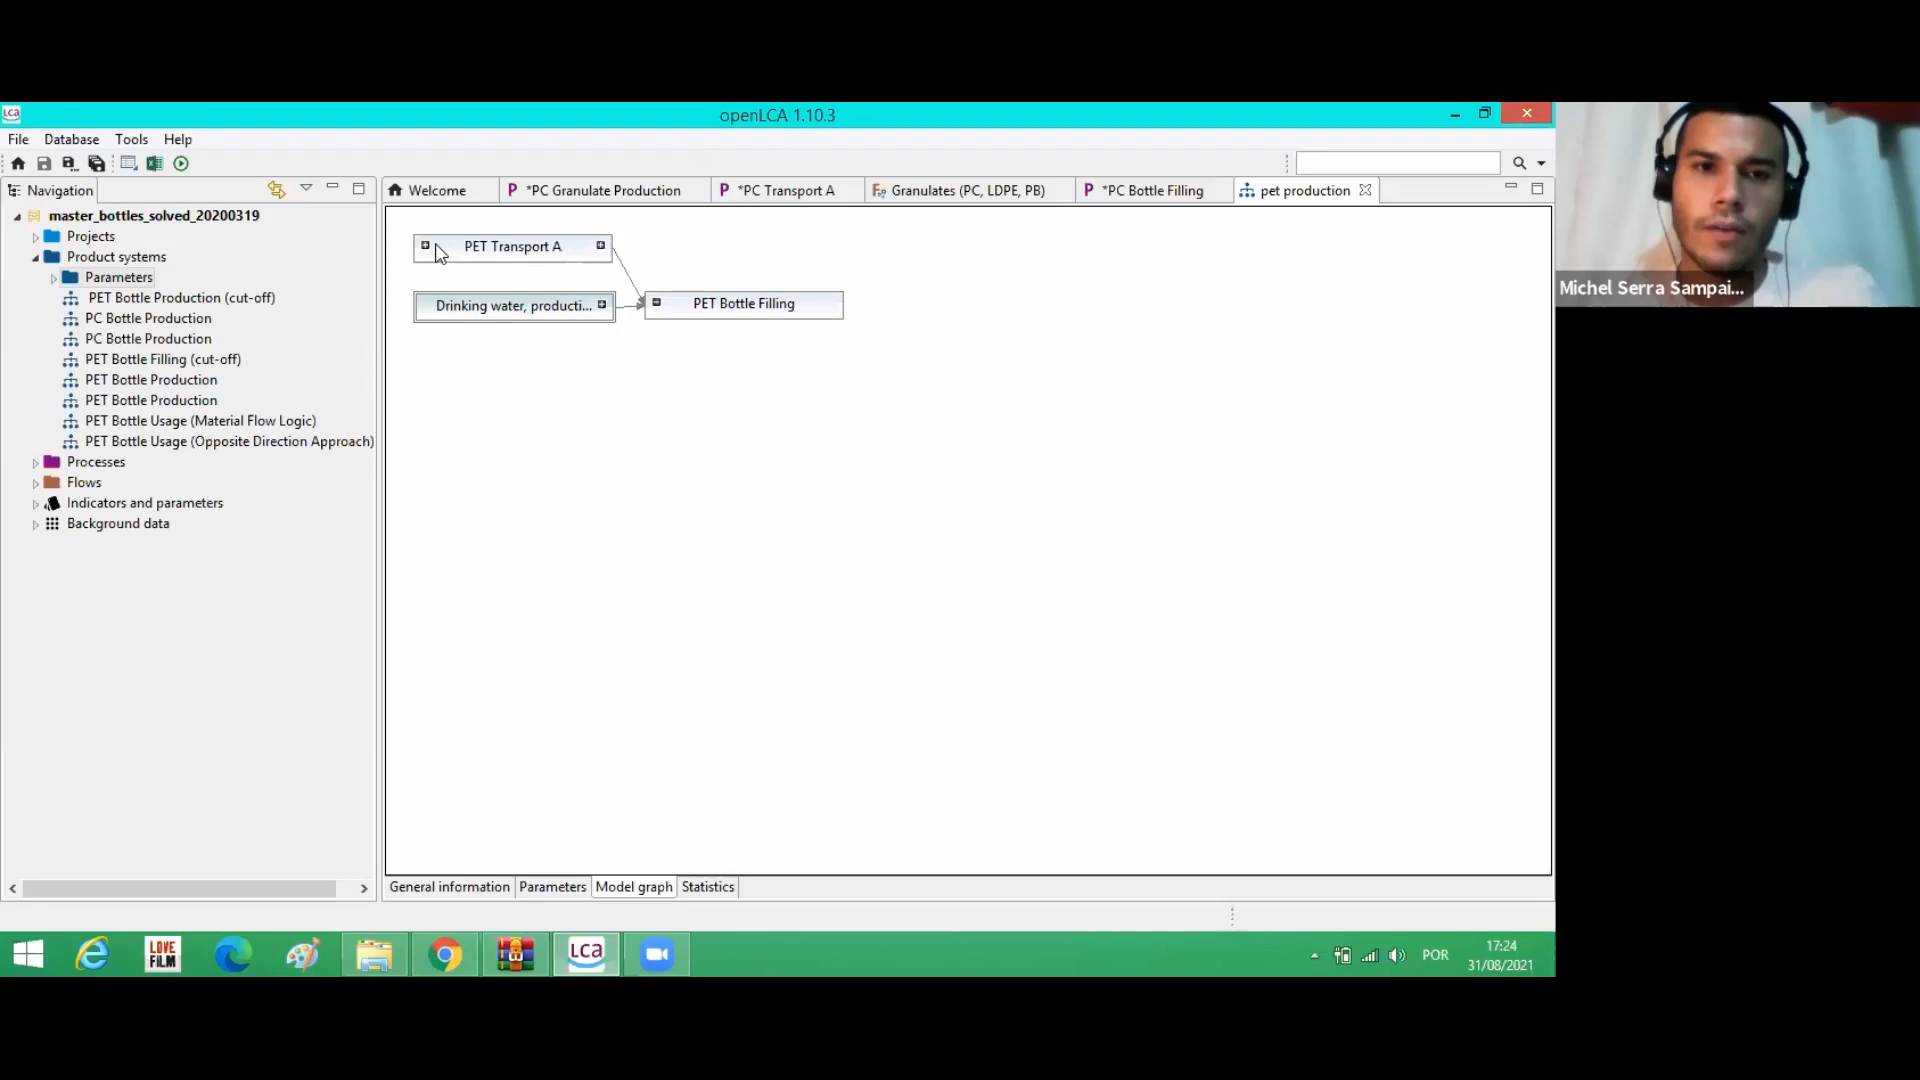 LCA
openLCA 1.10.3
File Database Tools Help
Navigation
Welcome
P *PC Granulate Production
P *PC Transport A
Granulates (PC, LDPE, PB)
P *PC Bottle Filling
pet production
master_bottles_solved_20200319
Projects
Product systems
Parameters
PET Bottle Production (cut-off)
PC Bottle Production
PC Bottle Production
PET Bottle Filling (cut-off)
PET Bottle Production
PET Bottle Production
PET Bottle Usage (Material Flow Logic)
PET Bottle Usage (Opposite Direction Approach)
Processes
Flows
Indicators and parameters
Background data
PET Transport A
Drinking water, producti...
PET Bottle Filling
Michel Serra Sampai...
General information Parameters Model graph Statistics
LOVE
FILM
LCA
POR
17:24
31/08/2021